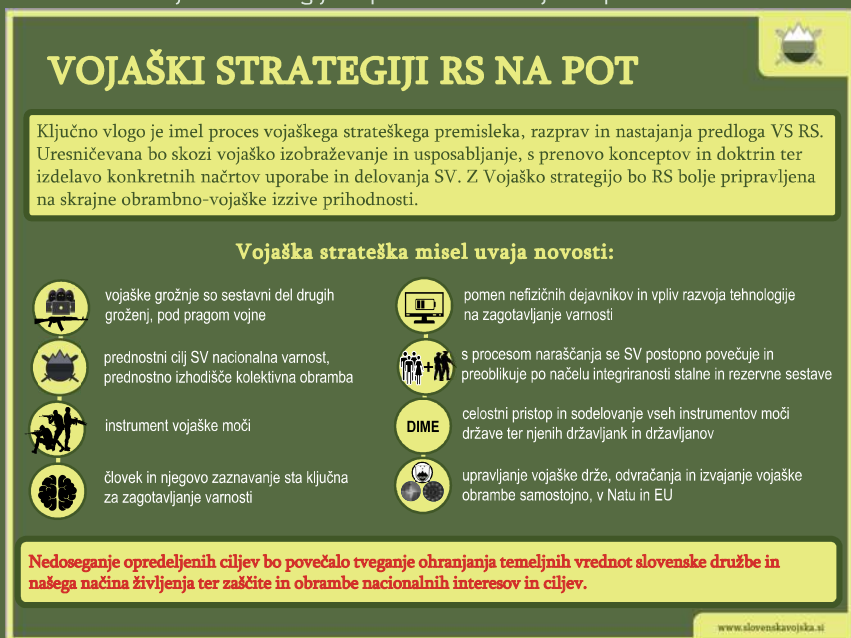 VOJAŠKI STRATEGIJI RS NA POT
Ključno vlogo je imel proces vojaškega strateškega premisleka, razprav in nastajanja predloga VS RS.
Uresničevana bo skozi vojaško izobraževanje in usposabljanje, s prenovo konceptov in doktrin ter
izdelavo konkretnih načrtov uporabe in delovanja SV. Z Vojaško strategijo bo RS bolje pripravljena
na skrajne obrambno-vojaške izzive prihodnosti.
Vojaška strateška misel uvaja novosti:
vojaške grožnje so sestavni del drugih
groženj, pod pragom vojne
prednostni cilj SV nacionalna varnost,
prednostno izhodišče kolektivna obramba
instrument vojaške moči
človek in njegovo zaznavanje sta ključna
za zagotavljanje varnosti
pomen nefizičnih dejavnikov in vpliv razvoja tehnologije
na zagotavljanje varnosti
+
s procesom naraščanja se SV postopno povečuje in
preoblikuje po načelu integriranosti stalne in rezervne sestave
DIME
celostni pristop in sodelovanje vseh instrumentov moči
države ter njenih državljank in državljanov
upravljanje vojaške drže, odvračanja in izvajanje vojaške
obrambe samostojno, v Natu in EU
Nedoseganje opredeljenih ciljev bo povečalo tveganje ohranjanja temeljnih vrednot slovenske družbe in
našega načina življenja ter zaščite in obrambe nacionalnih interesov in ciljev.
www.slovenskavojska.si